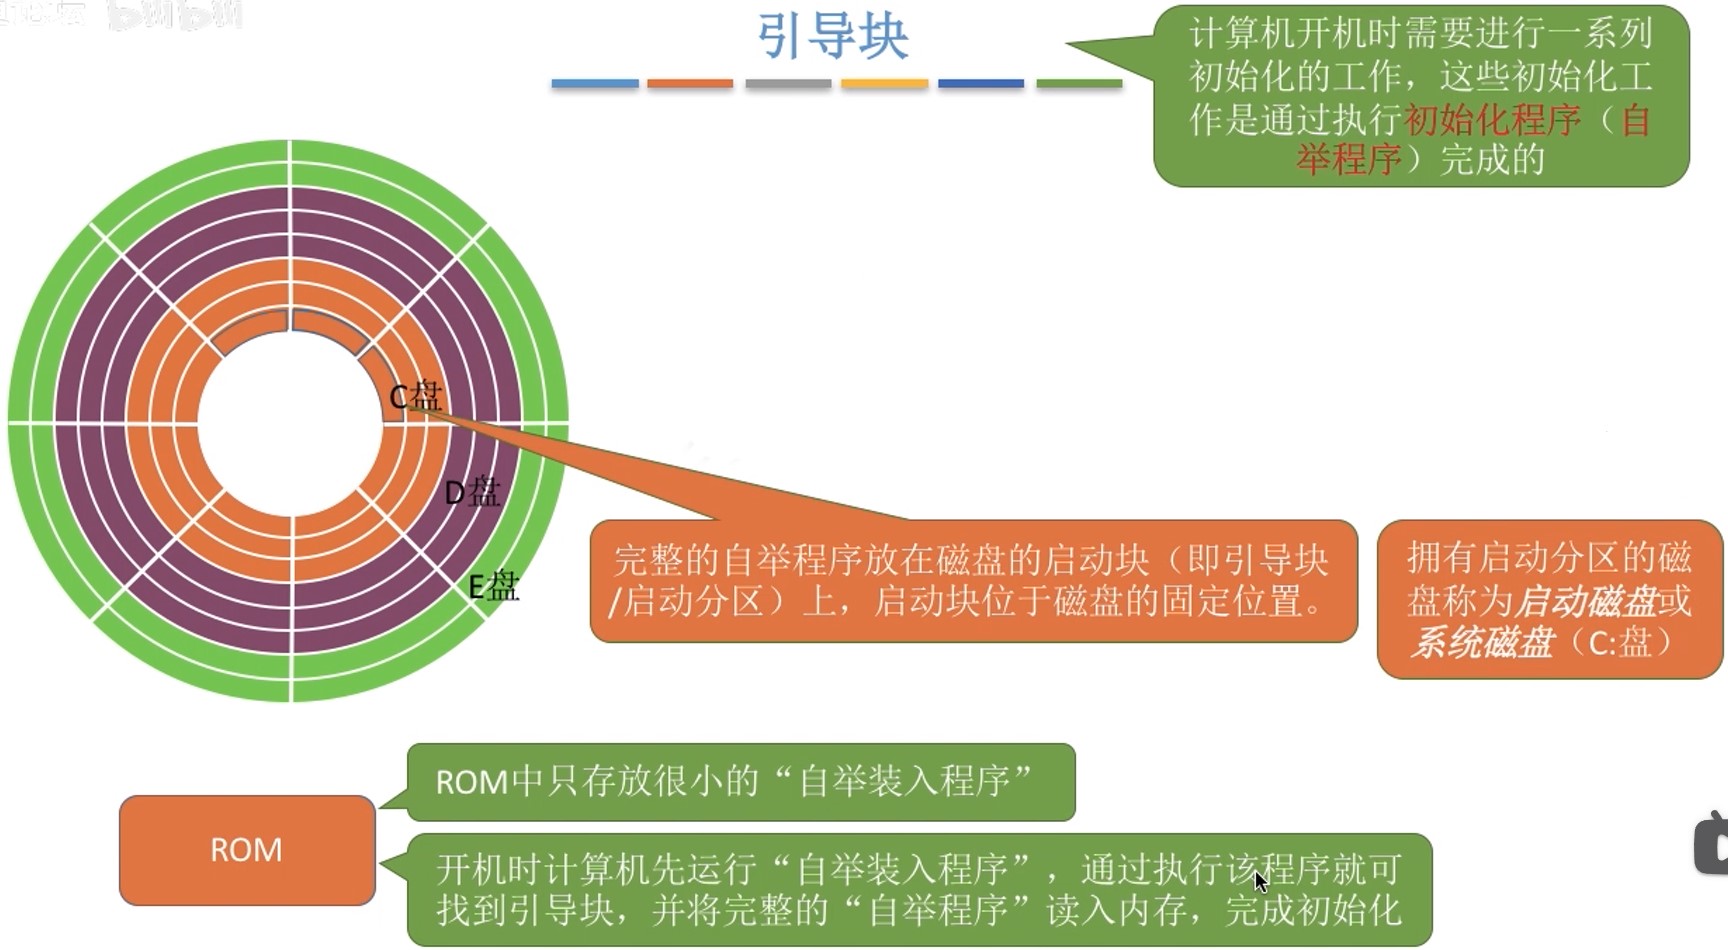 引导块
计算机开机时需要进行一系列
初始化的工作，这些初始化工
作是通过执行初始化程序（自
举程序）完成的
C盘
D盘
E盘
完整的自举程序放在磁盘的启动块（即引导块
/启动分区）上，启动块位于磁盘的固定位置。
拥有启动分区的磁
盘称为启动磁盘或
系统磁盘（C:盘）
ROM
ROM中只存放很小的“自举装入程序”
开机时计算机先运行“自举装入程序”，通过执行该程序就可
找到引导块，并将完整的“自举程序”读入内存，完成初始化